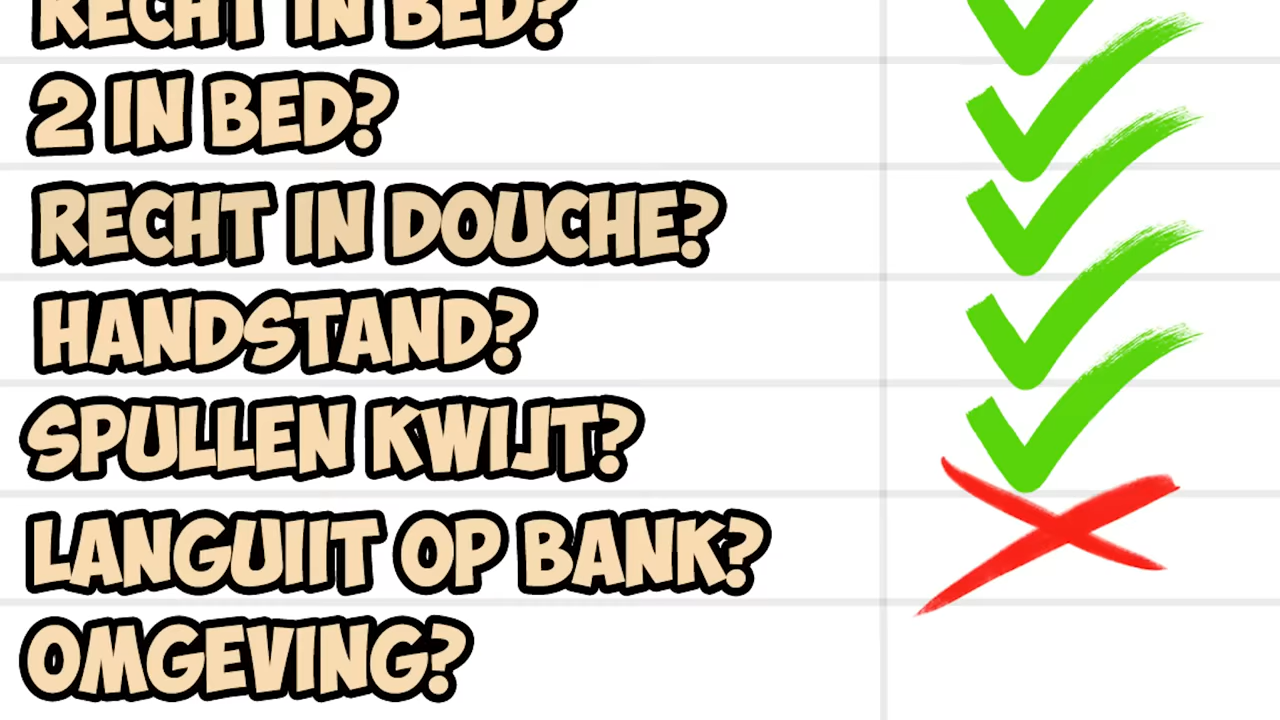 RECHT IN BED?
2 IN BED?
RECHT IN DOUCHE?
HANDSTAND?
SPULLEN KWIJT?
LANGUIIT OP BANK?
OMGEVING?